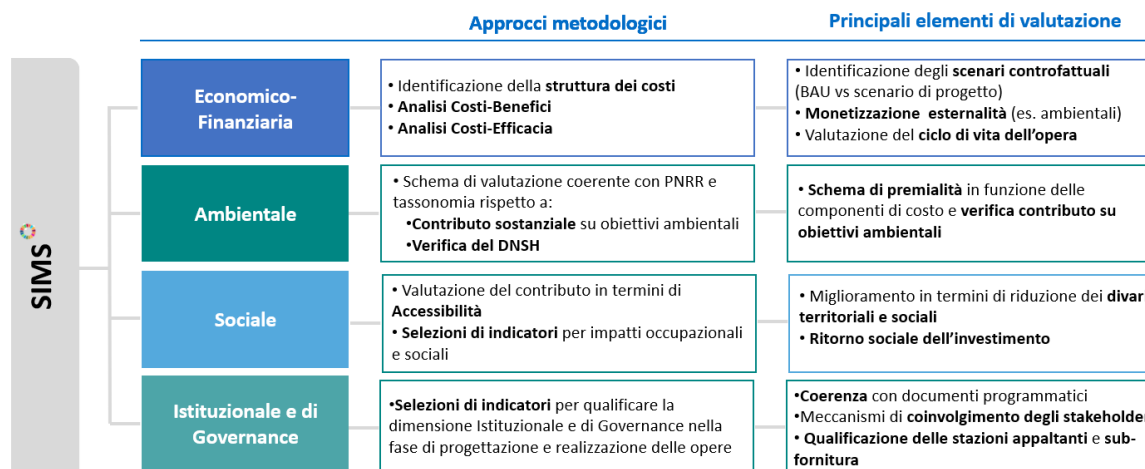 Approcci metodologici
Principali elementi di valutazione
SIMS
Economico-
Finanziaria
• Identificazione della struttura dei costi
• Analisi Costi-Benefici
• Analisi Costi-Efficacia
• Identificazione degli scenari controfattuali
(BAU vs scenario di progetto)
• Monetizzazione esternalità (es. ambientali)
• Valutazione del ciclo di vita dell’opera
Ambientale
• Schema di valutazione coerente con PNRR e
tassonomia rispetto a:
•Contributo sostanziale su obiettivi ambientali
•Verifica del DNSH
• Schema di premialità in funzione delle
componenti di costo e verifica contributo su
obiettivi ambientali
Sociale
• Valutazione del contributo in termini di
Accessibilità
• Selezioni di indicatori per impatti occupazionali
e sociali
• Miglioramento in termini di riduzione dei divar
territoriali e sociali
• Ritorno sociale dell’investimento
Istituzionale e di
Governance
•Selezioni di indicatori per qualificare la
dimensione Istituzionale e di Governance nella
fase di progettazione e realizzazione delle opere
•Coerenza con documenti programmatici
•Meccanismi di coinvolgimento degli stakeholder
• Qualificazione delle stazioni appaltanti e sub-
fornitura